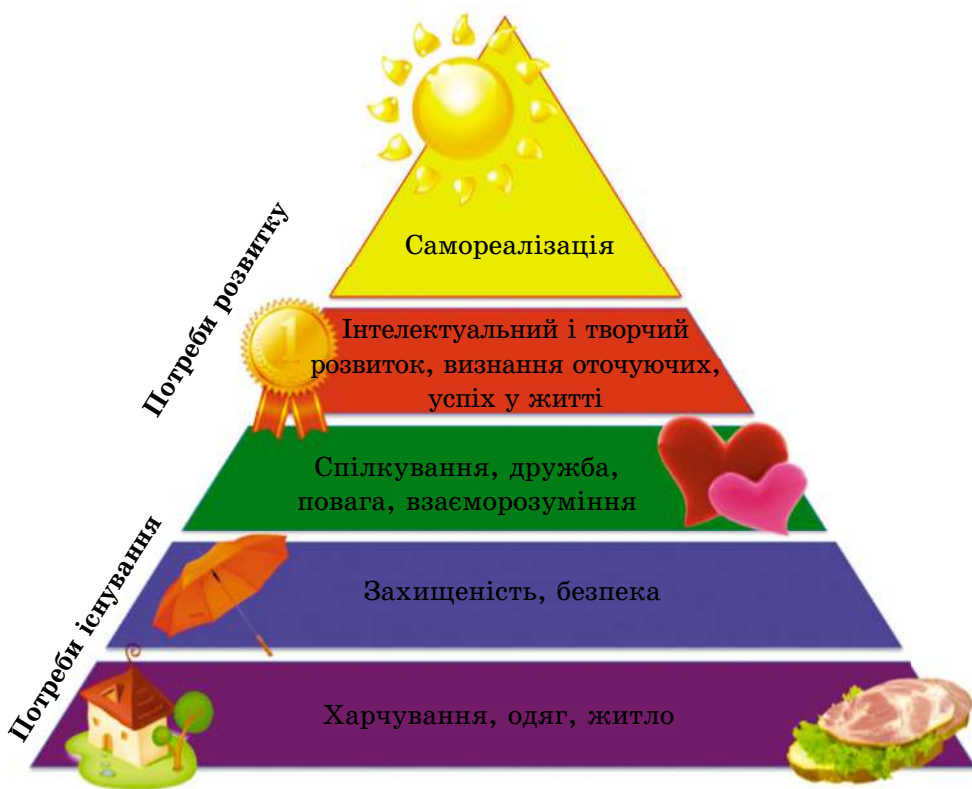 Потреби розвитку
Самореалізація
Інтелектуальний і творчий
розвиток, визнання оточуючих,
успіх у житті
Спілкування, дружба,
повага, взаєморозуміння
Потреби існування
Захищеність, безпека
Харчування, одяг, житло
1